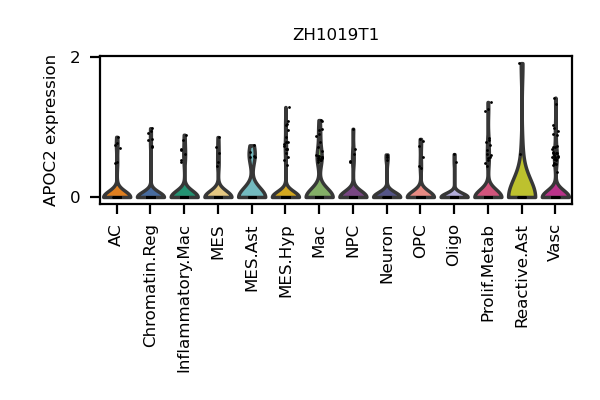 ZH1019T1
APOC2 expression
2
0
AC
Chromatin.Reg
Inflammatory.Mac
MES
MES.Ast
MES.Hyp
Mac
NPC
Neuron
OPC
Oligo
Prolif.Metab
Reactive.Ast
Vasc